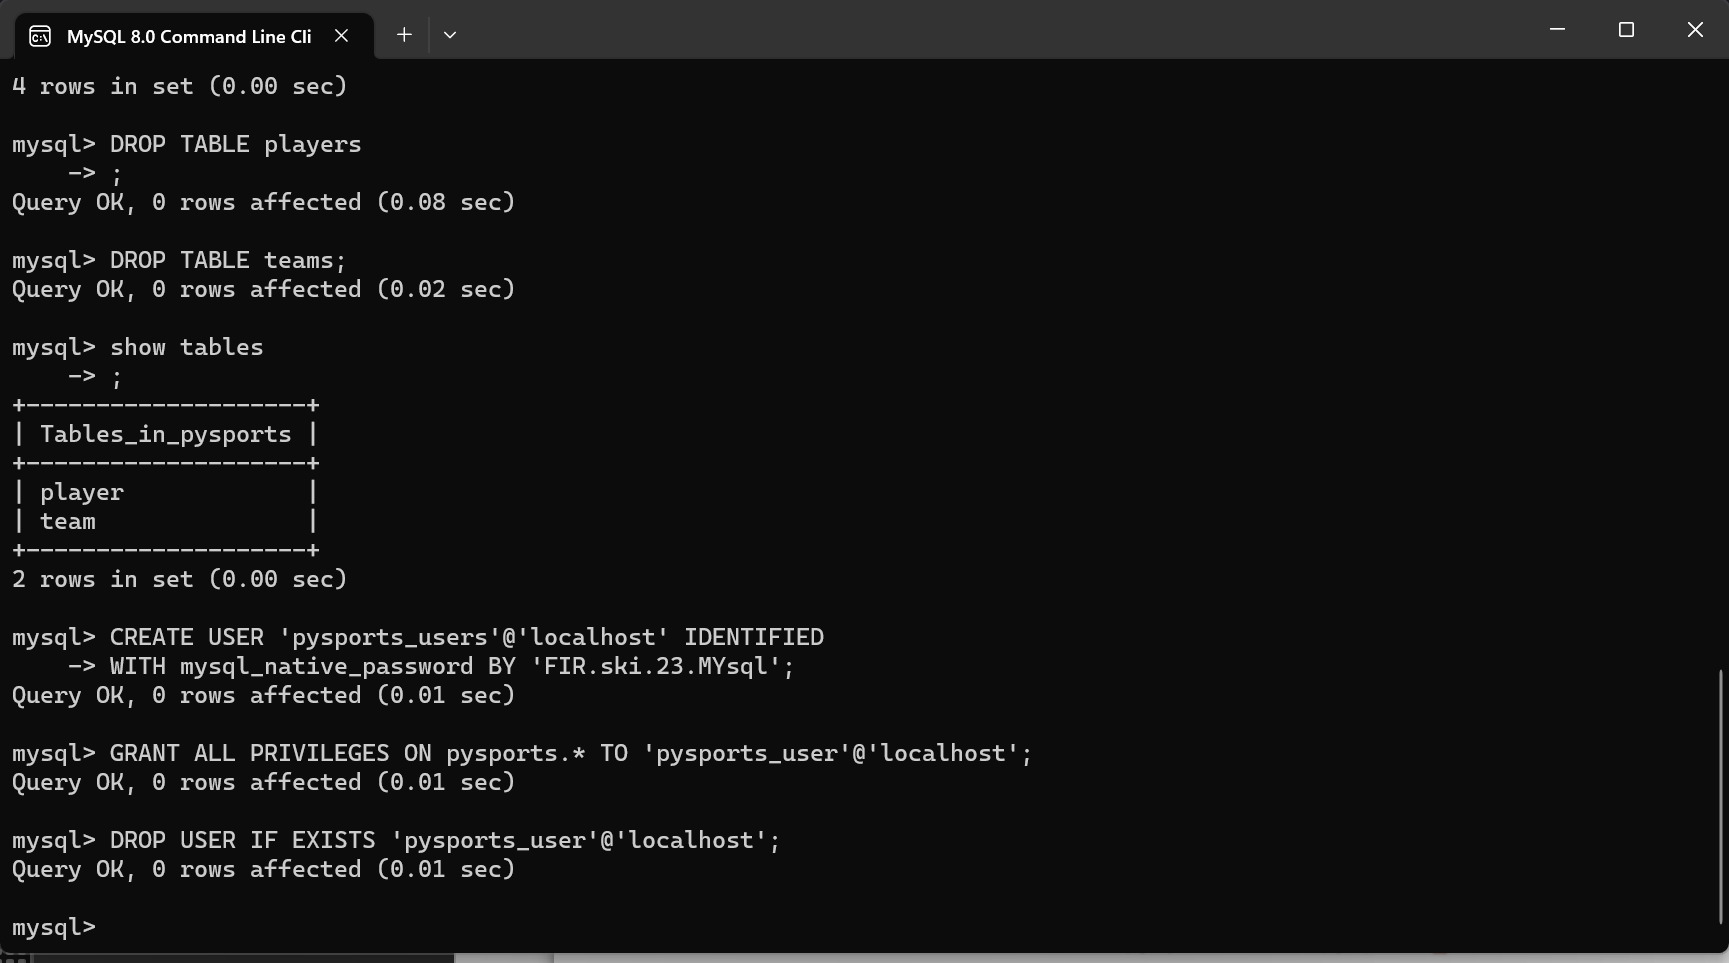 MySQL 8.0 Command Line Cli
4 rows in set (0.00 sec)
mysql> DROP TABLE players
    -> ;
Query OK, 0 rows affected (0.08 sec)
mysql> DROP TABLE teams;
Query OK, 0 rows affected (0.02 sec)
mysql> show tables
    -> ;
+--------------------+
| Tables_in_pysports |
+--------------------+
| player             |
| team               |
+--------------------+
2 rows in set (0.00 sec)
mysql> CREATE USER 'pysports_users'@'localhost' IDENTIFIED
    -> WITH mysql_native_password BY 'FIR.ski.23.MYsql';
Query OK, 0 rows affected (0.01 sec)
mysql> GRANT ALL PRIVILEGES ON pysports.* TO 'pysports_user'@'localhost';
Query OK, 0 rows affected (0.01 sec)
mysql> DROP USER IF EXISTS 'pysports_user'@'localhost';
Query OK, 0 rows affected (0.01 sec)
mysql>